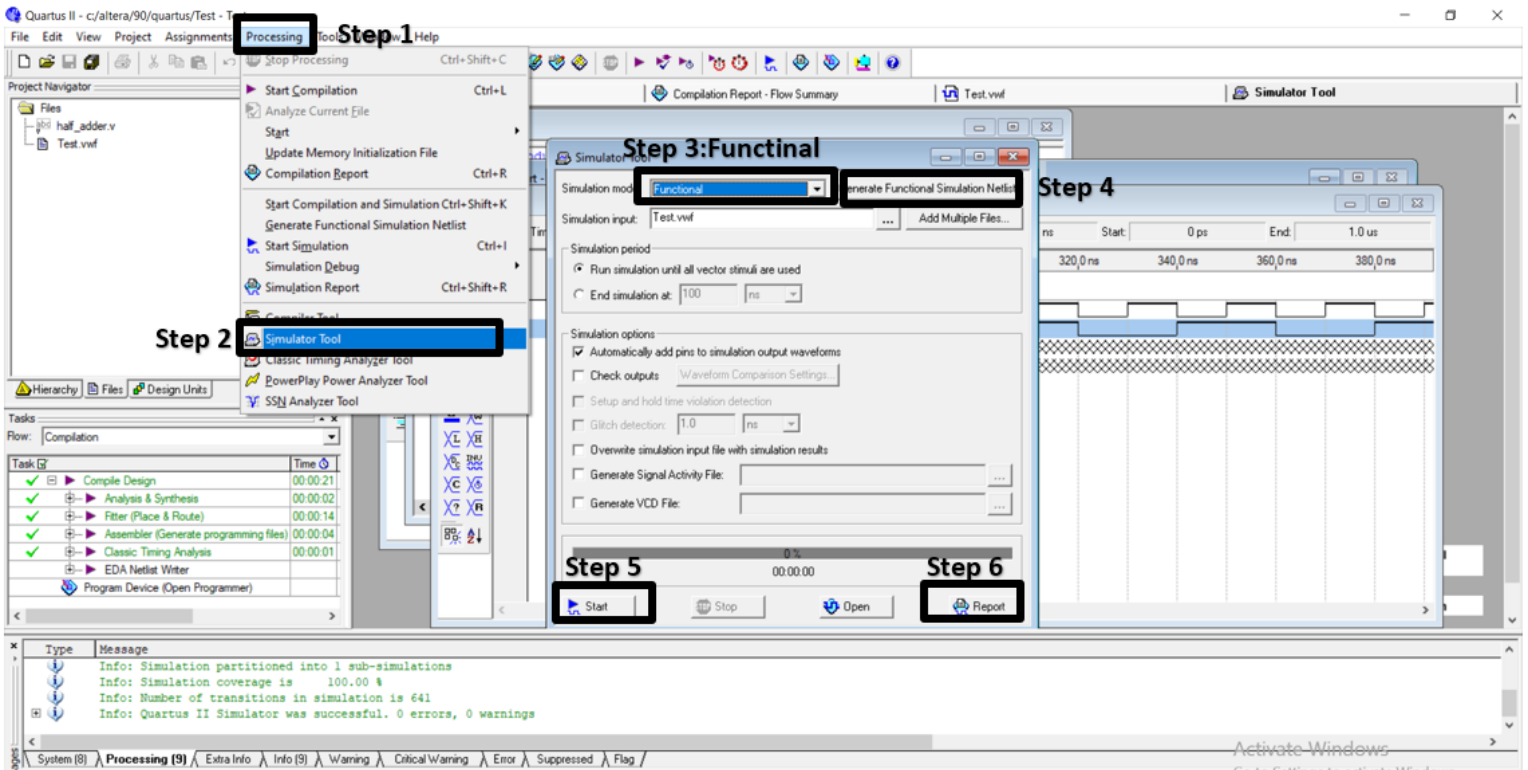 Quartus II - c:/altera/90/quartus/Test - T
File Edit View Project Assignments Processing Help
Step 1
Stop Processing Ctrl+Shift+C
Start Compilation Ctrl+L
Analyze Current File
Start
Update Memory Initialization File
Compilation Report Ctrl+R
Start Compilation and Simulation Ctrl+Shift+K
Generate Functional Simulation Netlist
Start Simulation Ctrl+I
Simulation Debug
Simulation Report Ctrl+Shift+R
Compiler Tool
Step 2
Simulator Tool
Classic Timing Analyzer Tool
PowerPlay Power Analyzer Tool
SSN Analyzer Tool
Project Navigator
Files
half_adder.v
Test.vwf
Hierarchy Files Design Units
Compilation Report - Flow Summary Test.vwf Simulator Tool
Step 3:Functinal
Simulation mod Functional enerate Functional Simulation Netlist
Step 4
Simulation input: Test.vwf ... Add Multiple Files...
Simulation period
Run simulation until all vector stimuli are used
End simulation at: 100 ns
Simulation options
Automatically add pins to simulation output waveforms
Check outputs Waveform Comparison Settings...
Setup and hold time violation detection
Glitch detection: 1.0 ns
Overwrite simulation input file with simulation results
Generate Signal Activity File: ...
Generate VCD File: ...
0 %
00:00:00
Step 5
Step 6
Start Stop Open Report
ns Start: 0 ps End: 1.0 us
320,0 ns 340,0 ns 360,0 ns 380,0 ns
Tasks
Flow: Compilation
Task Time
Compile Design 00:00:21
Analysis & Synthesis 00:00:02
Fitter (Place & Route) 00:00:14
Assembler (Generate programming files) 00:00:04
Classic Timing Analysis 00:00:01
EDA Netlist Writer
Program Device (Open Programmer)
Type Message
Info: Simulation partitioned into 1 sub-simulations
Info: Simulation coverage is 100.00 %
Info: Number of transitions in simulation is 641
Info: Quartus II Simulator was successful. 0 errors, 0 warnings
System (8) Processing (9) Extra Info Info (9) Warning Critical Warning Error Suppressed Flag
Activate Windows